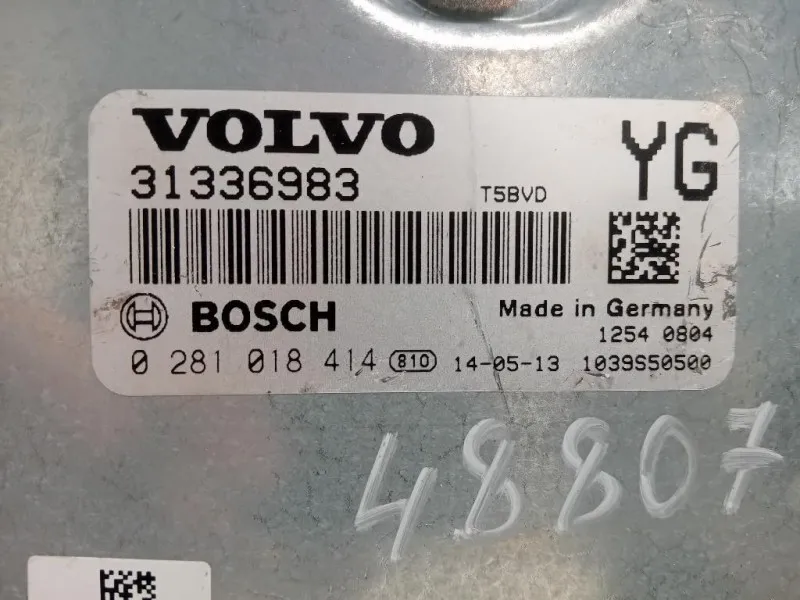 VOLVO
YG
31336983
T5BVD
BOSCH
Made in Germany
1254 0804
0 281 018 414 810 14-05-13 1039S50500
48807